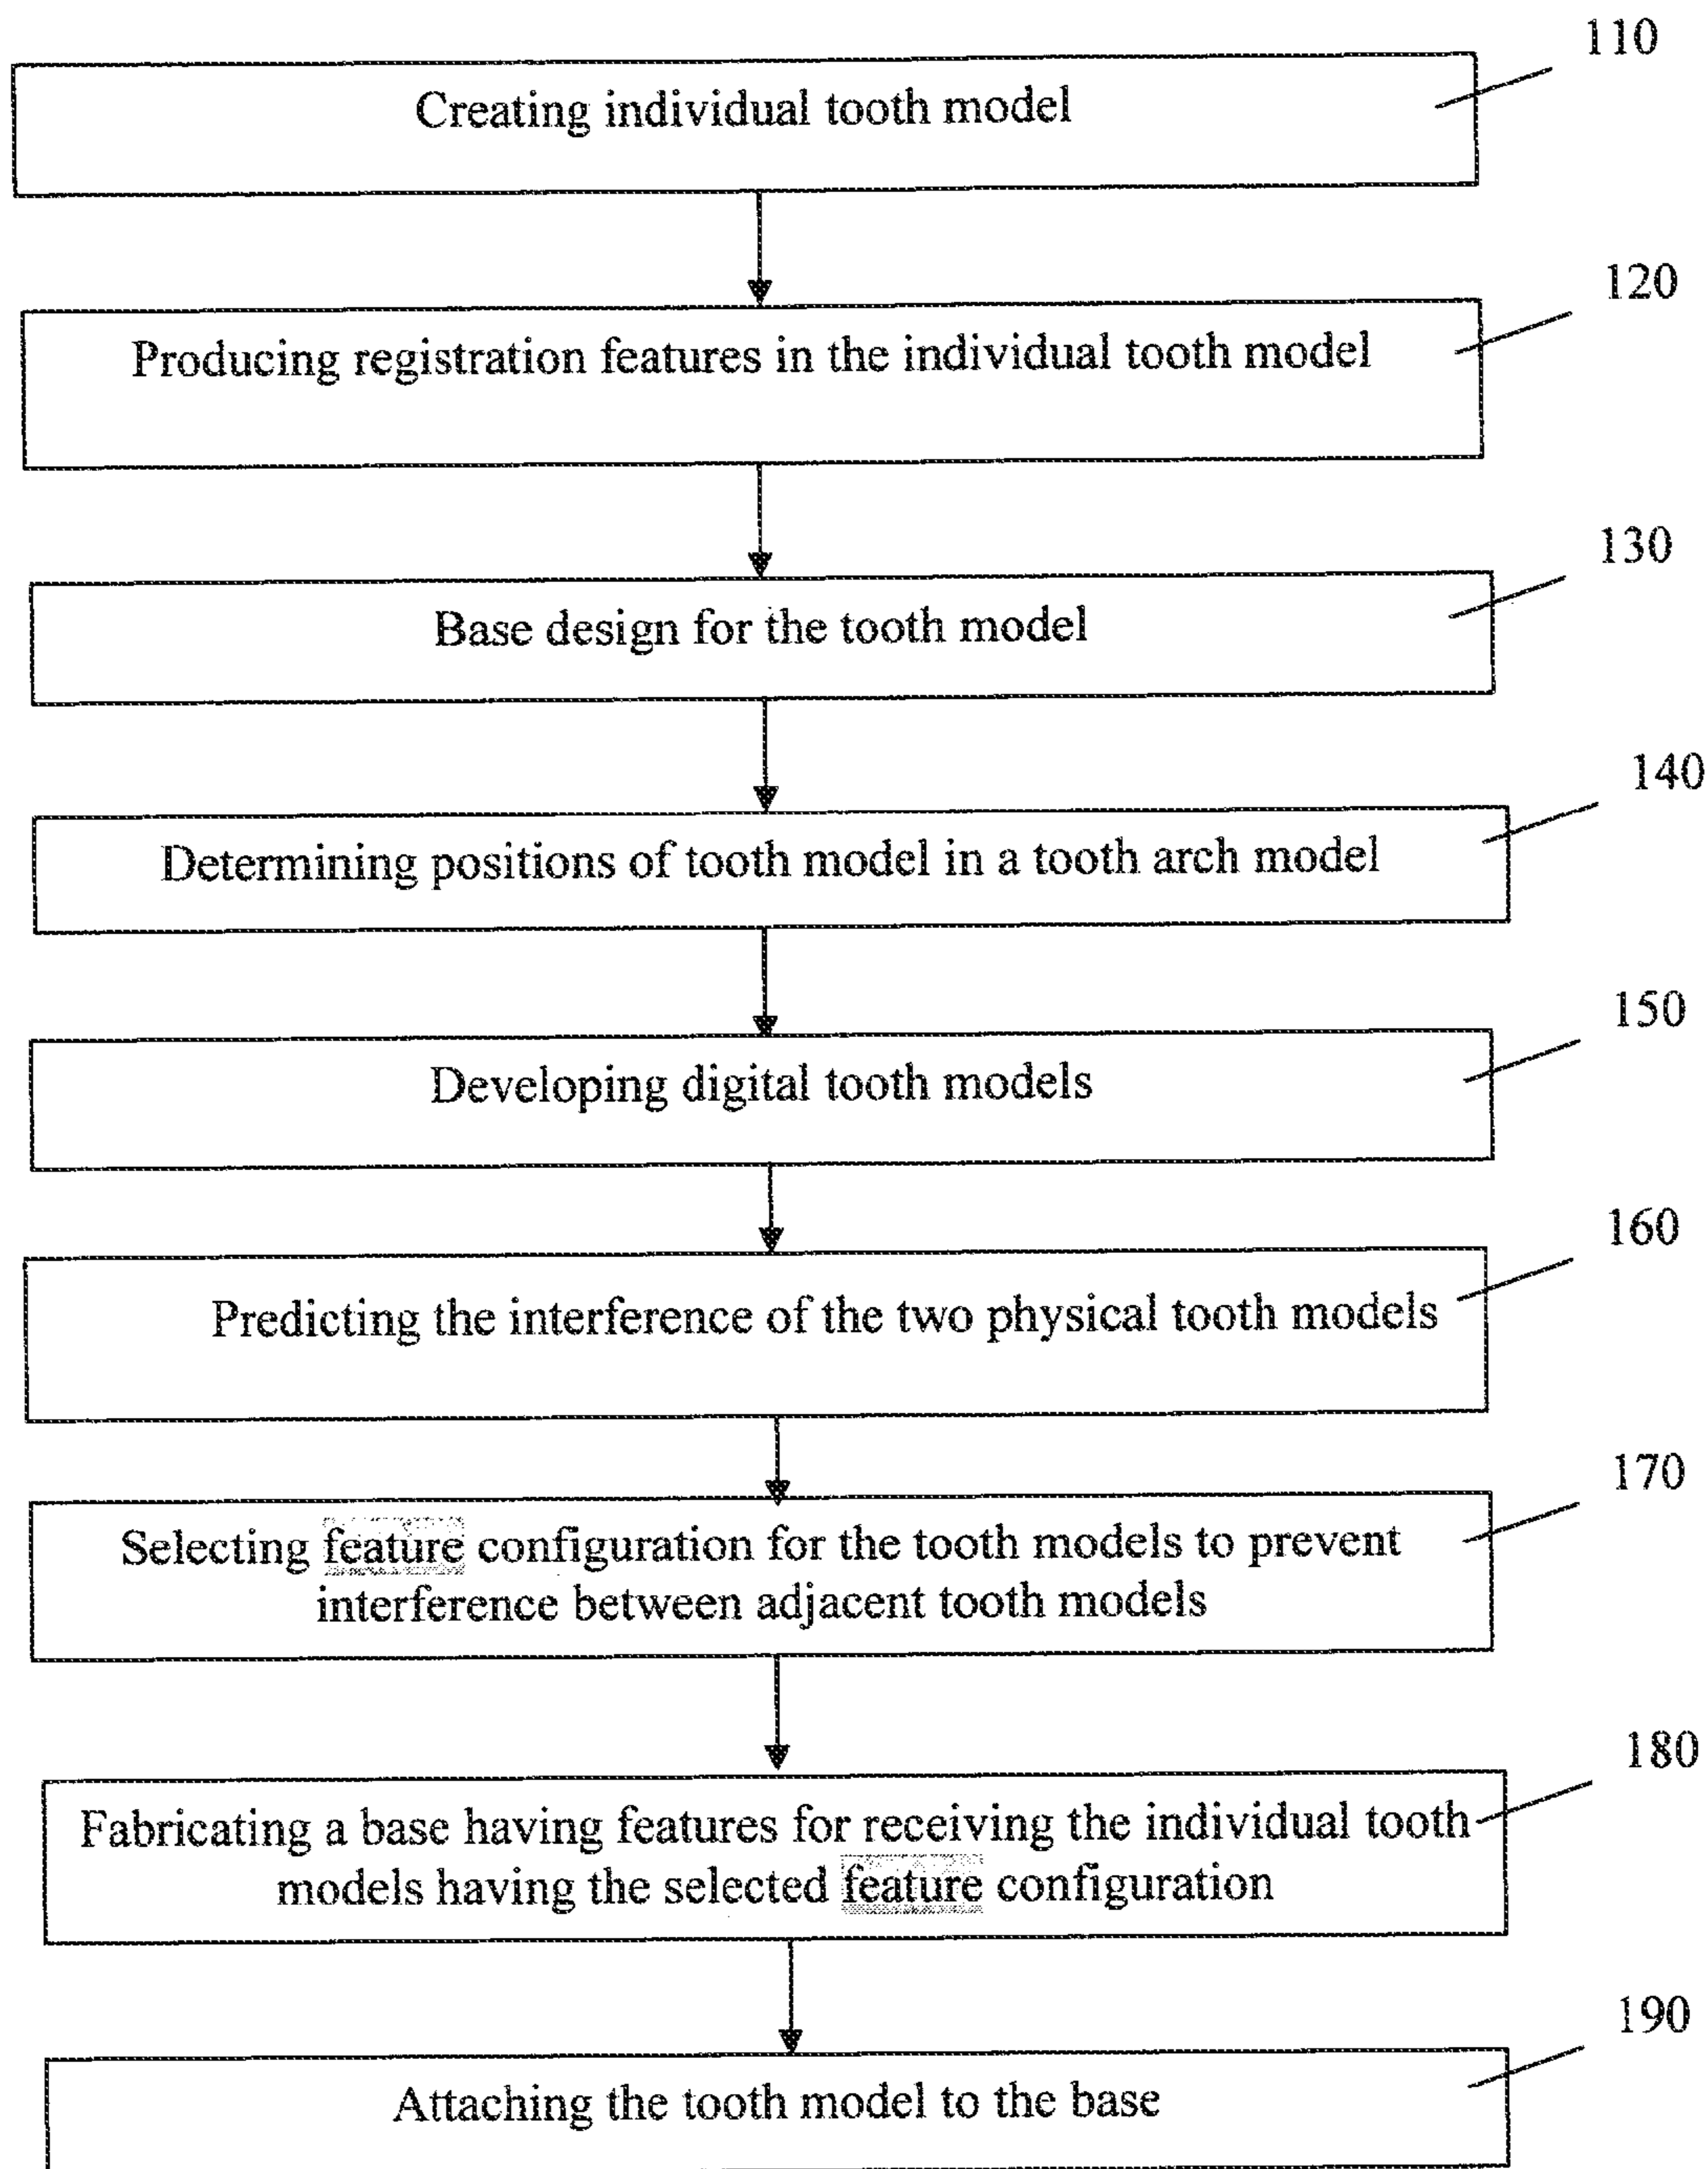 110
Creating individual tooth model
120
Producing registration features in the individual tooth model
130
Base design for the tooth model
140
Determining positions of tooth model in a tooth arch model
150
Developing digital tooth models
160
Predicting the interference of the two physical tooth models
170
Selecting feature configuration for the tooth models to prevent
interference between adjacent tooth models
180
Fabricating a base having features for receiving the individual tooth
models having the selected feature configuration
190
Attaching the tooth model to the base